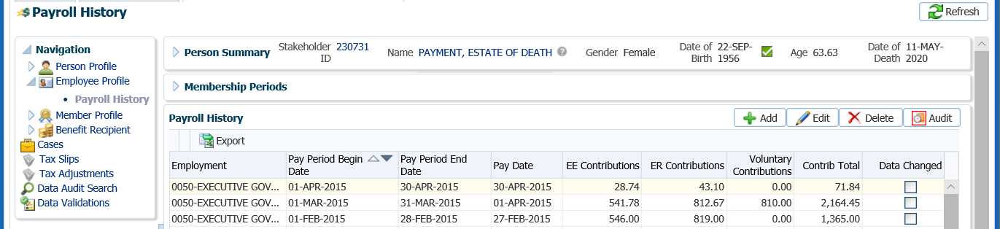 Payroll History
Refresh
Navigation
Person Profile
Employee Profile
• Payroll History
Member Profile
Benefit Recipient
Cases
Tax Slips
Tax Adjustments
Data Audit Search
Data Validations
Person Summary Stakeholder ID 230731 Name PAYMENT, ESTATE OF DEATH Gender Female Date of Birth 22-SEP-1956 Age 63.63 Date of Death 11-MAY-2020
Membership Periods
Payroll History
Add Edit Delete Audit
Export
Employment Pay Period Begin Date Pay Period End Date Pay Date EE Contributions ER Contributions Voluntary Contributions Contrib Total Data Changed
0050-EXECUTIVE GOV... 01-APR-2015 30-APR-2015 30-APR-2015 28.74 43.10 0.00 71.84
0050-EXECUTIVE GOV... 01-MAR-2015 31-MAR-2015 01-APR-2015 541.78 812.67 810.00 2,164.45
0050-EXECUTIVE GOV... 01-FEB-2015 28-FEB-2015 27-FEB-2015 546.00 819.00 0.00 1,365.00